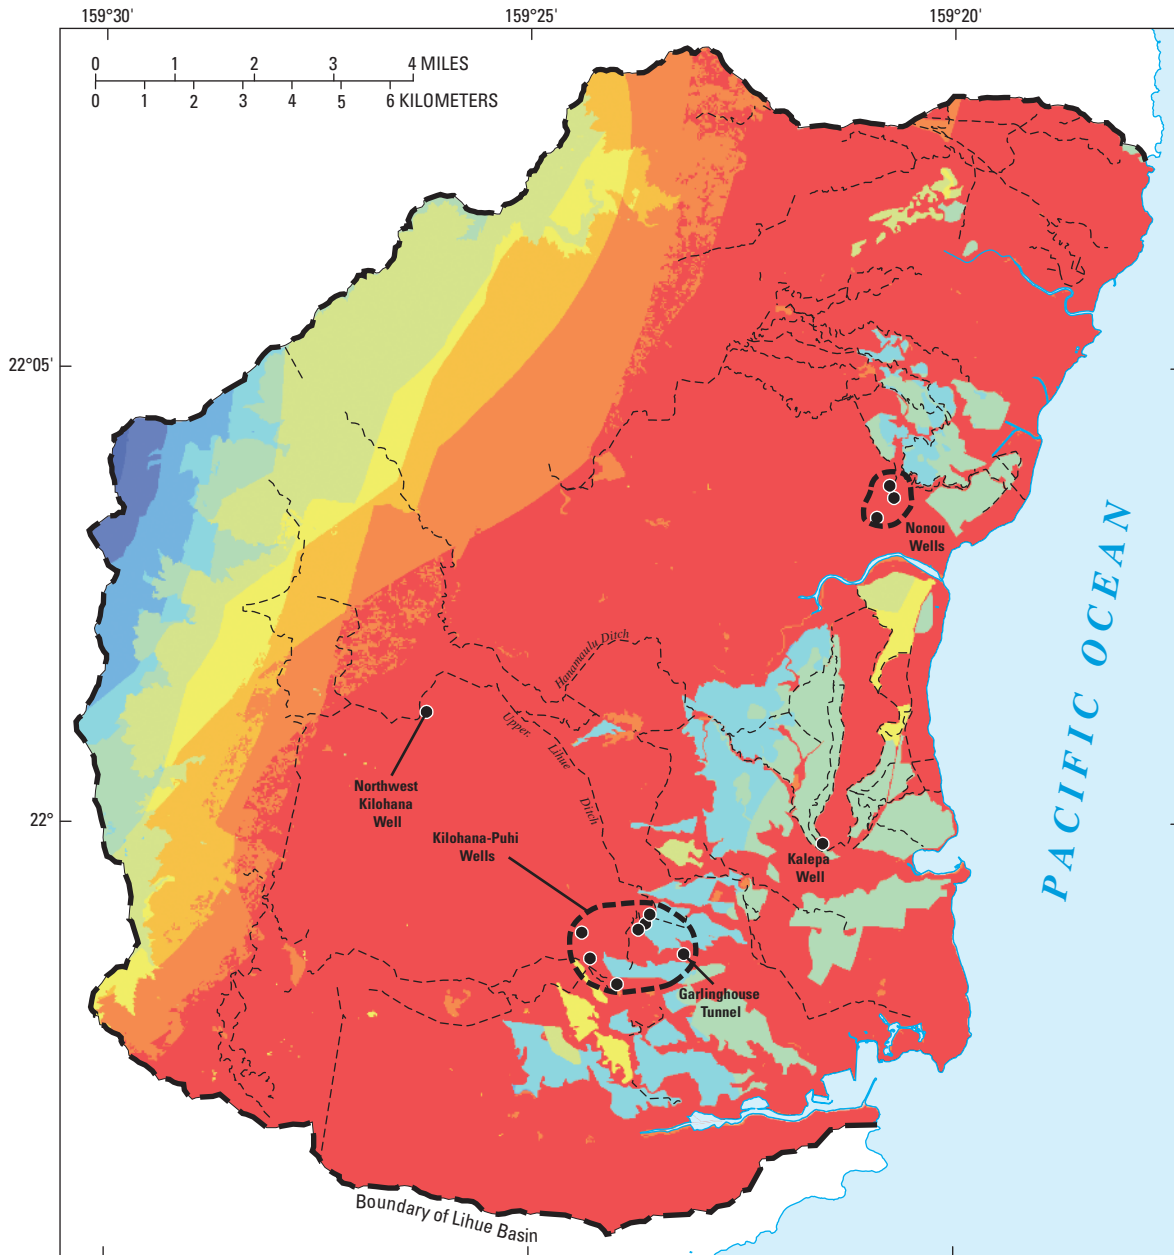 159°30' 159°25' 159°20'
0 1 2 3 4 MILES
0 1 2 3 4 5 6 KILOMETERS
22°05'
Nonou
Wells
PACIFIC OCEAN
Hanamaulu Ditch
Upper Lihue Ditch
Northwest
Kilohana
Well
22°
Kilohana-Puhi
Wells
Kalepa
Well
Garlinghouse
Tunnel
Boundary of Lihue Basin